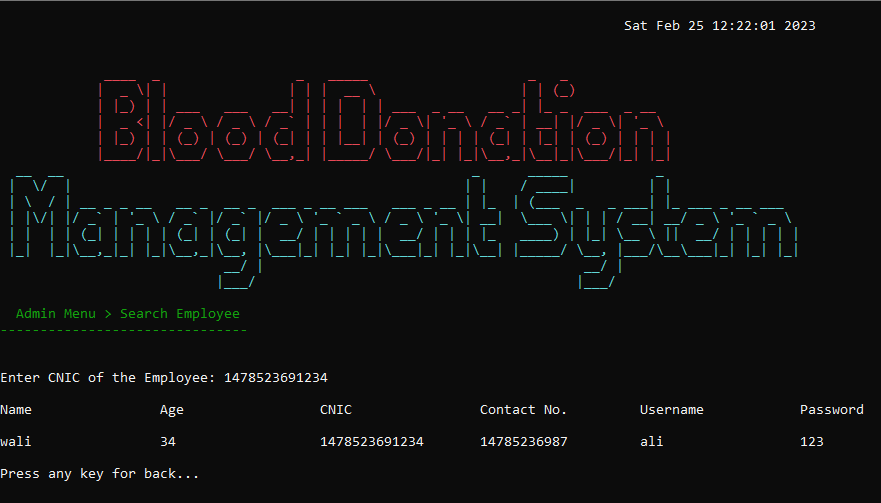 Sat Feb 25 12:22:01 2023
Blood Donation
Management System
Admin Menu > Search Employee
------------------------------
Enter CNIC of the Employee: 1478523691234
Name Age CNIC Contact No. Username Password
wali 34 1478523691234 14785236987 ali 123
Press any key for back...